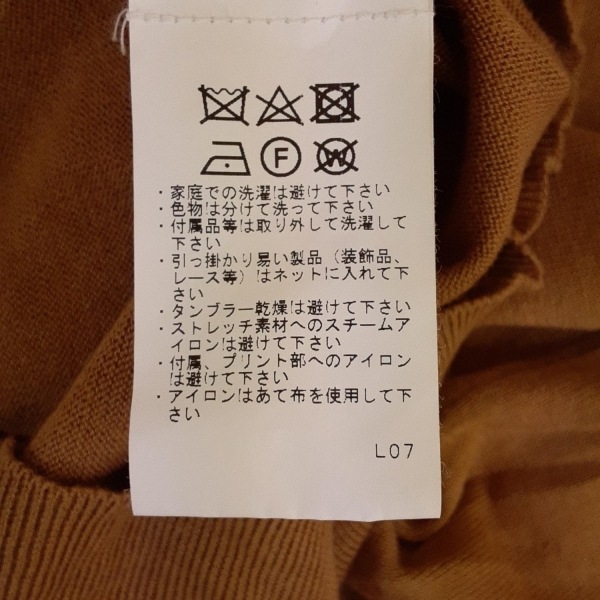 F W
・家庭での洗濯は避けて下さい
・色物は分けて洗って下さい
・付属品等は取り外して洗濯して
下さい
・引っ掛かり易い製品（装飾品、
レース等）はネットに入れて下
さい
・タンブラー乾燥は避けて下さい
・ストレッチ素材へのスチームア
イロンは避けて下さい
・付属、プリント部へのアイロン
は避けて下さい
・アイロンはあて布を使用して下
さい
L07